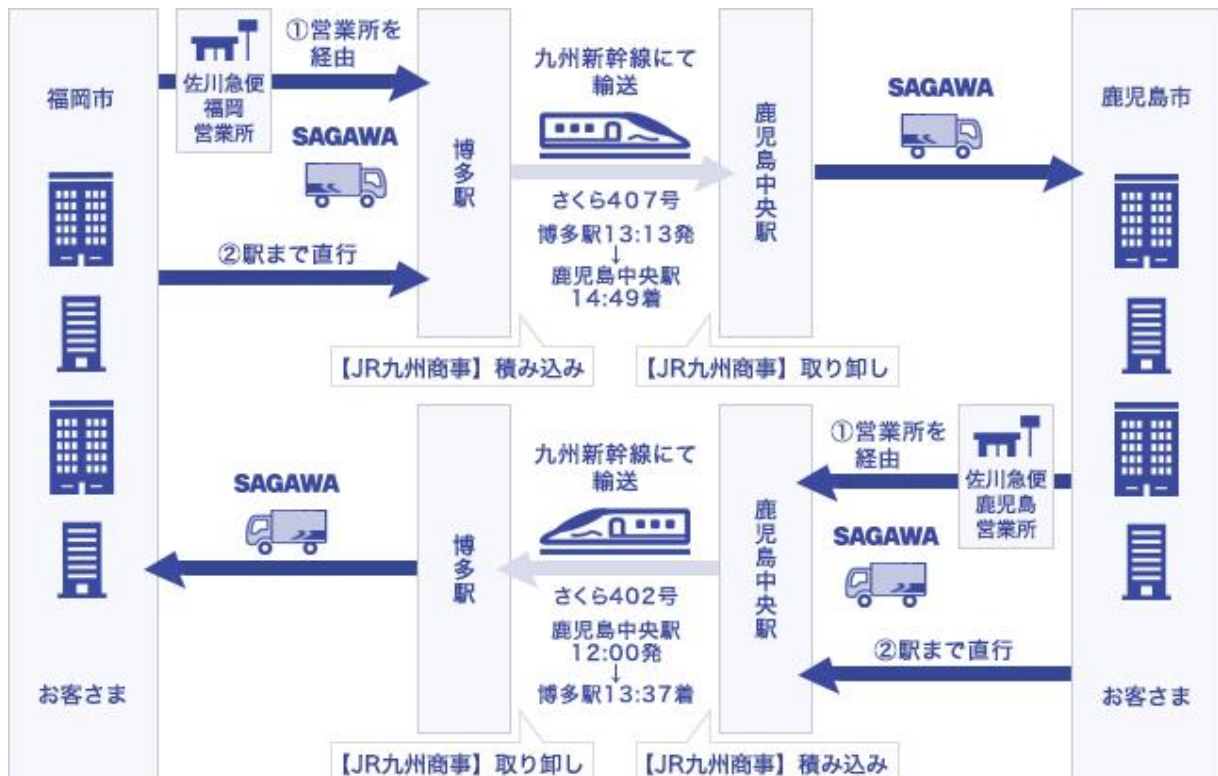 福岡市
佐川急便
福岡
営業所
①営業所を
経由
SAGAWA
②駅まで直行
博多駅
【JR九州商事】積み込み
九州新幹線にて
輸送
さくら407号
博多駅13:13発
↓
鹿児島中央駅
14:49着
鹿児島中央駅
【JR九州商事】取り卸し
SAGAWA
鹿児島市
SAGAWA
博多駅
【JR九州商事】取り卸し
九州新幹線にて
輸送
さくら402号
鹿児島中央駅
12:00発
↓
博多駅13:37着
鹿児島中央駅
【JR九州商事】積み込み
①営業所を
経由
佐川急便
鹿児島
営業所
SAGAWA
②駅まで直行
お客さま
お客さま